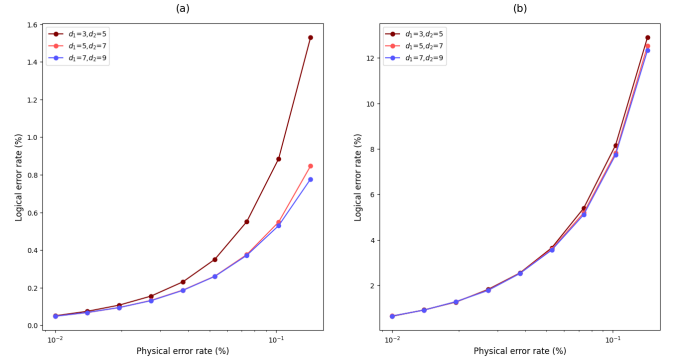 (a)
d₁=3,d₂=5
d₁=5,d₂=7
d₁=7,d₂=9
Logical error rate (%)
1.6
1.4
1.2
1.0
0.8
0.6
0.4
0.2
0.0
10⁻²
10⁻¹
Physical error rate (%)
(b)
d₁=3,d₂=5
d₁=5,d₂=7
d₁=7,d₂=9
Logical error rate (%)
12
10
8
6
4
2
10⁻²
10⁻¹
Physical error rate (%)